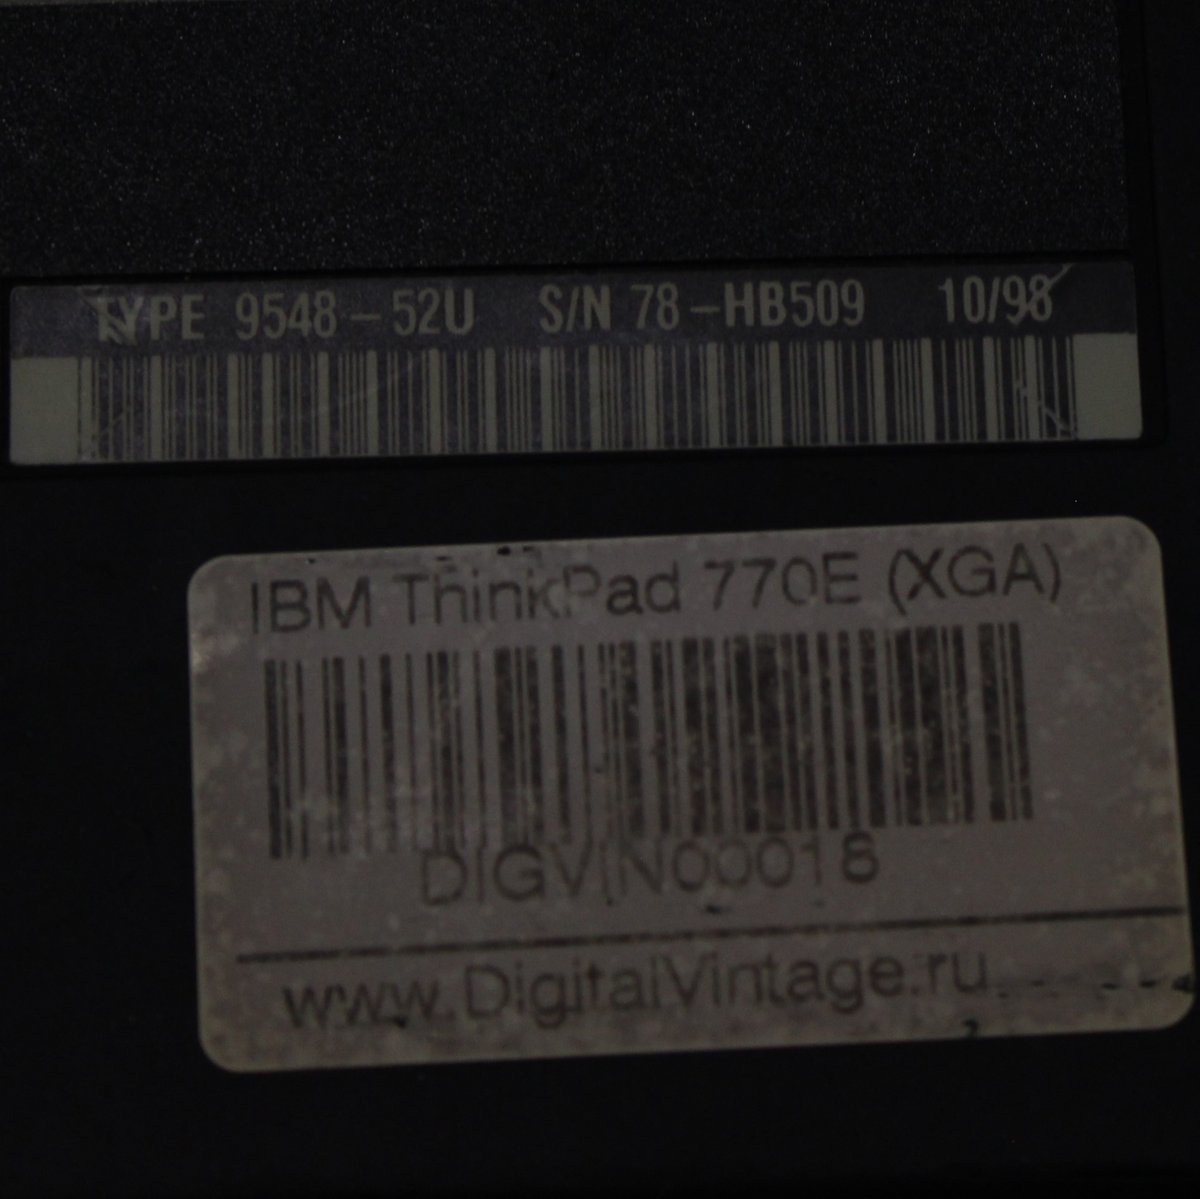 TYPE 9548-52U S/N 78-HB509 10/98
IBM ThinkPad 770E (XGA)
DIGVIN00018
www.DigitalVintage.ru